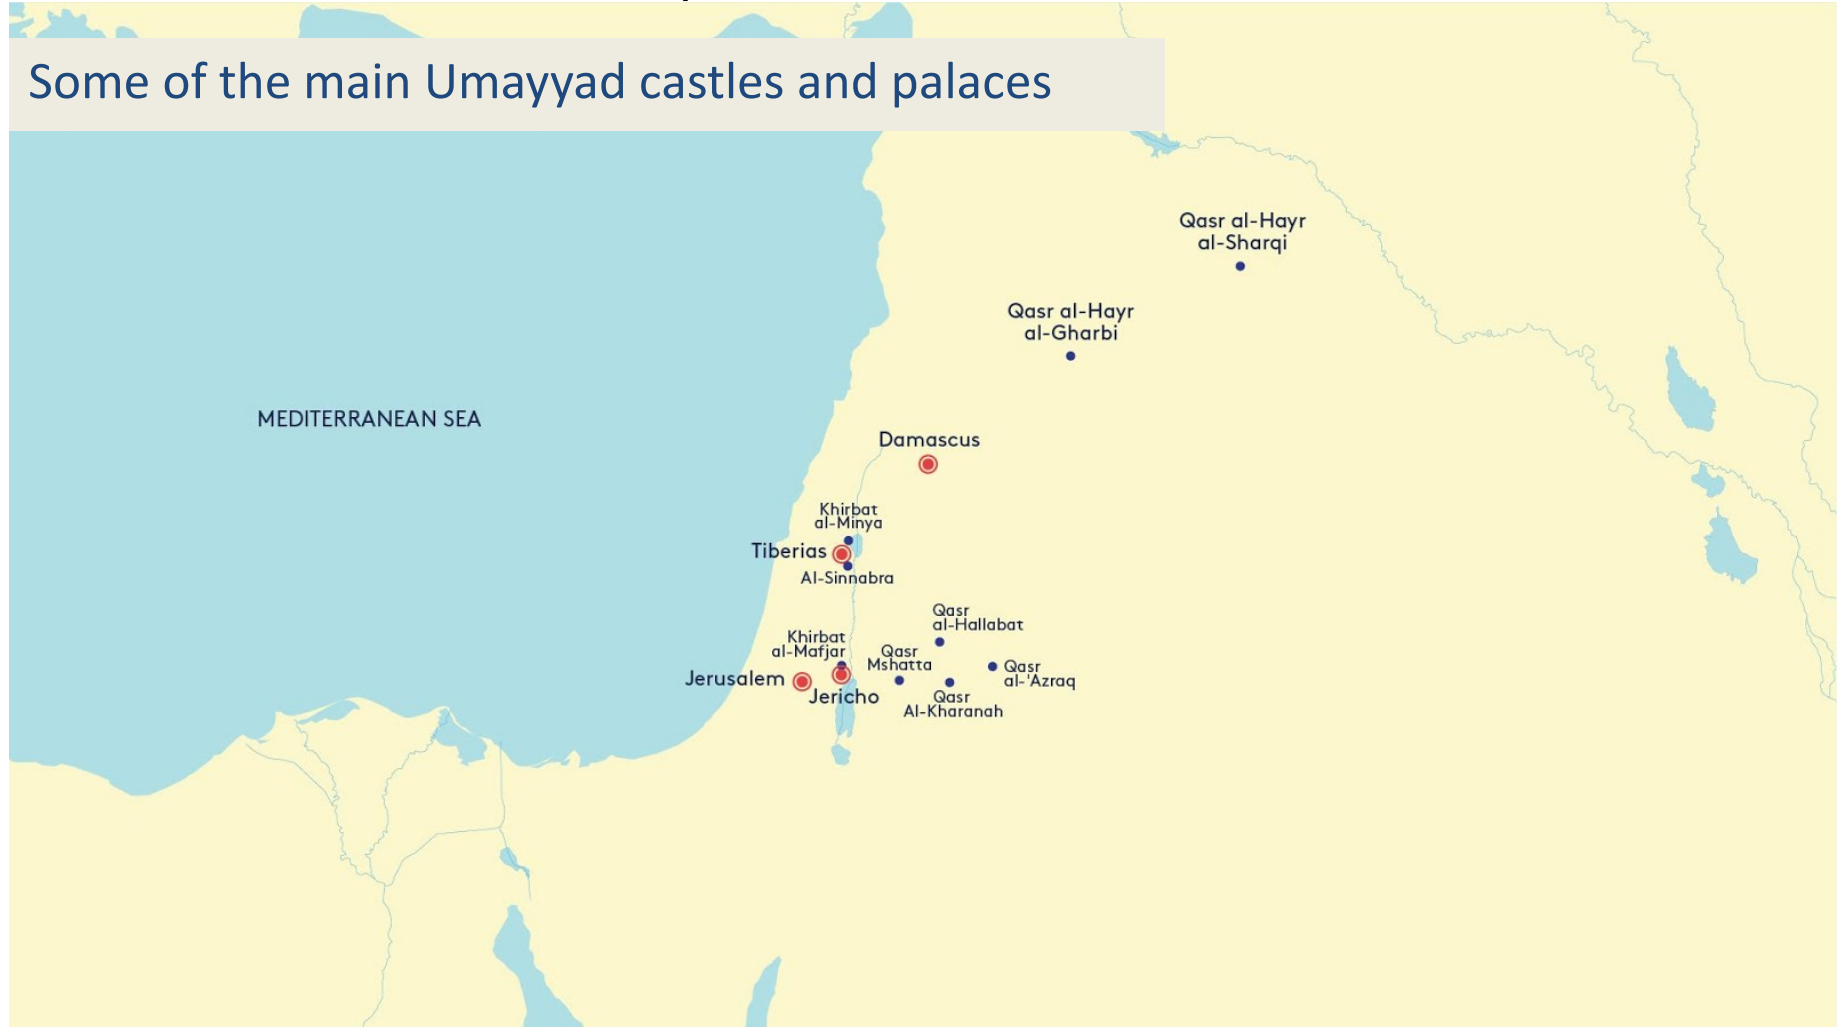 Some of the main Umayyad castles and palaces
Qasr al-Hayr
al-Sharqi
Qasr al-Hayr
al-Gharbi
MEDITERRANEAN SEA
Damascus
Khirbat
al-Minya
Tiberias
Al-Sinnabra
Qasr
al-Hallabat
Khirbat
al-Mafjar
Qasr
Mshatta
Qasr
al-'Azraq
Jerusalem
Jericho
Qasr
Al-Kharanah